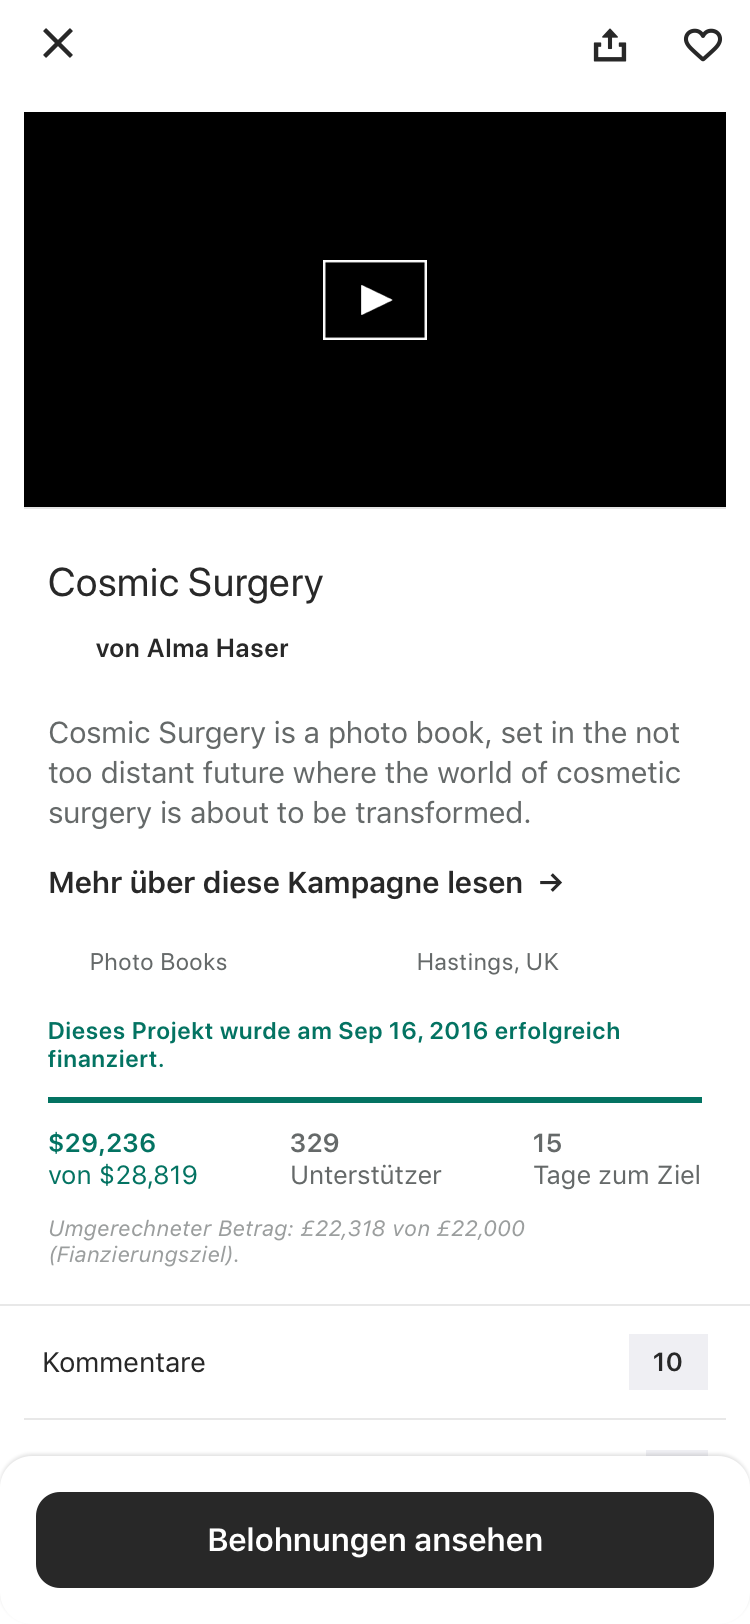 Cosmic Surgery
von Alma Haser
Cosmic Surgery is a photo book, set in the not
too distant future where the world of cosmetic
surgery is about to be transformed.
Mehr über diese Kampagne lesen →
Photo Books
Hastings, UK
Dieses Projekt wurde am Sep 16, 2016 erfolgreich
finanziert.
$29,236
von $28,819
329
Unterstützer
15
Tage zum Ziel
Umgerechneter Betrag: £22,318 von £22,000
(Fianzierungsziel).
Kommentare
10
Belohnungen ansehen